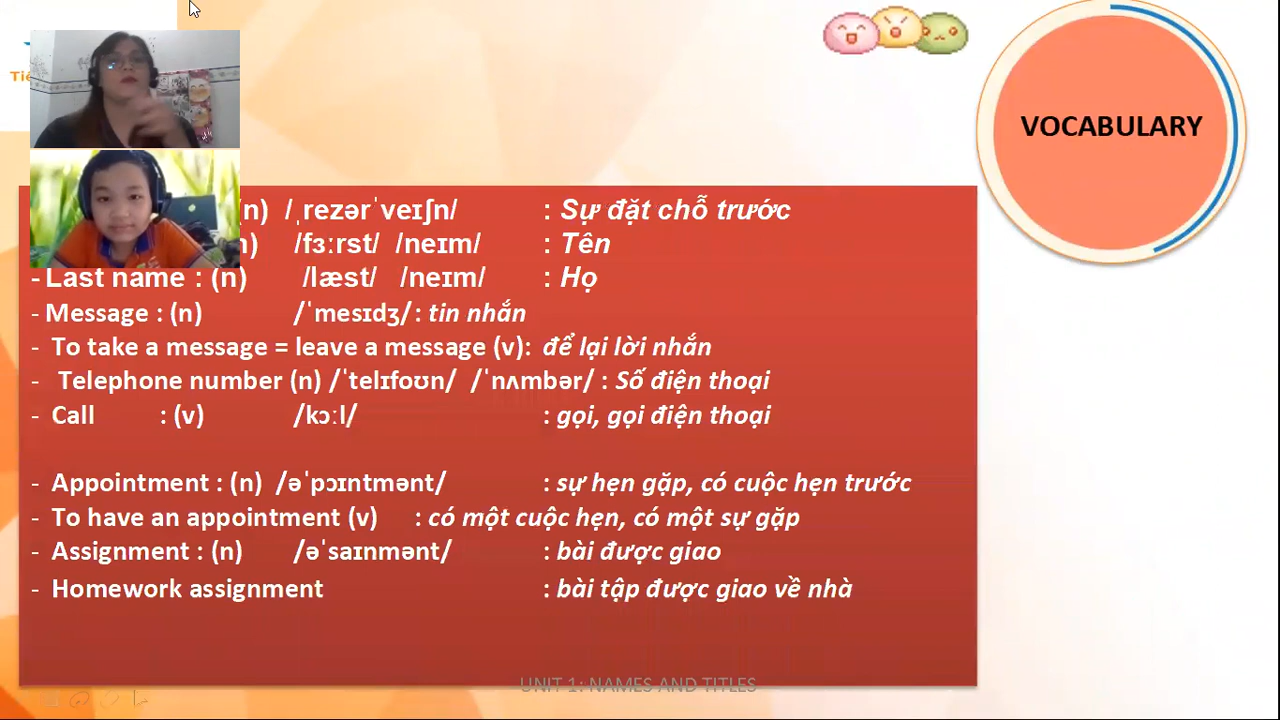 VOCABULARY
(n) /ˌrezərˈveɪʃn/ : Sự đặt chỗ trước
/fɜːrst/ /neɪm/ : Tên
- Last name : (n) /læst/ /neɪm/ : Họ
- Message : (n) /ˈmesɪdʒ/ : tin nhắn
- To take a message = leave a message (v): để lại lời nhắn
- Telephone number (n) /ˈtelɪfoʊn/ /ˈnʌmbər/ : Số điện thoại
- Call : (v) /kɔːl/ : gọi, gọi điện thoại
- Appointment : (n) /əˈpɔɪntmənt/ : sự hẹn gặp, có cuộc hẹn trước
- To have an appointment (v) : có một cuộc hẹn, có một sự gặp
- Assignment : (n) /əˈsaɪnmənt/ : bài được giao
- Homework assignment : bài tập được giao về nhà
UNIT 1: NAMES AND TITLES